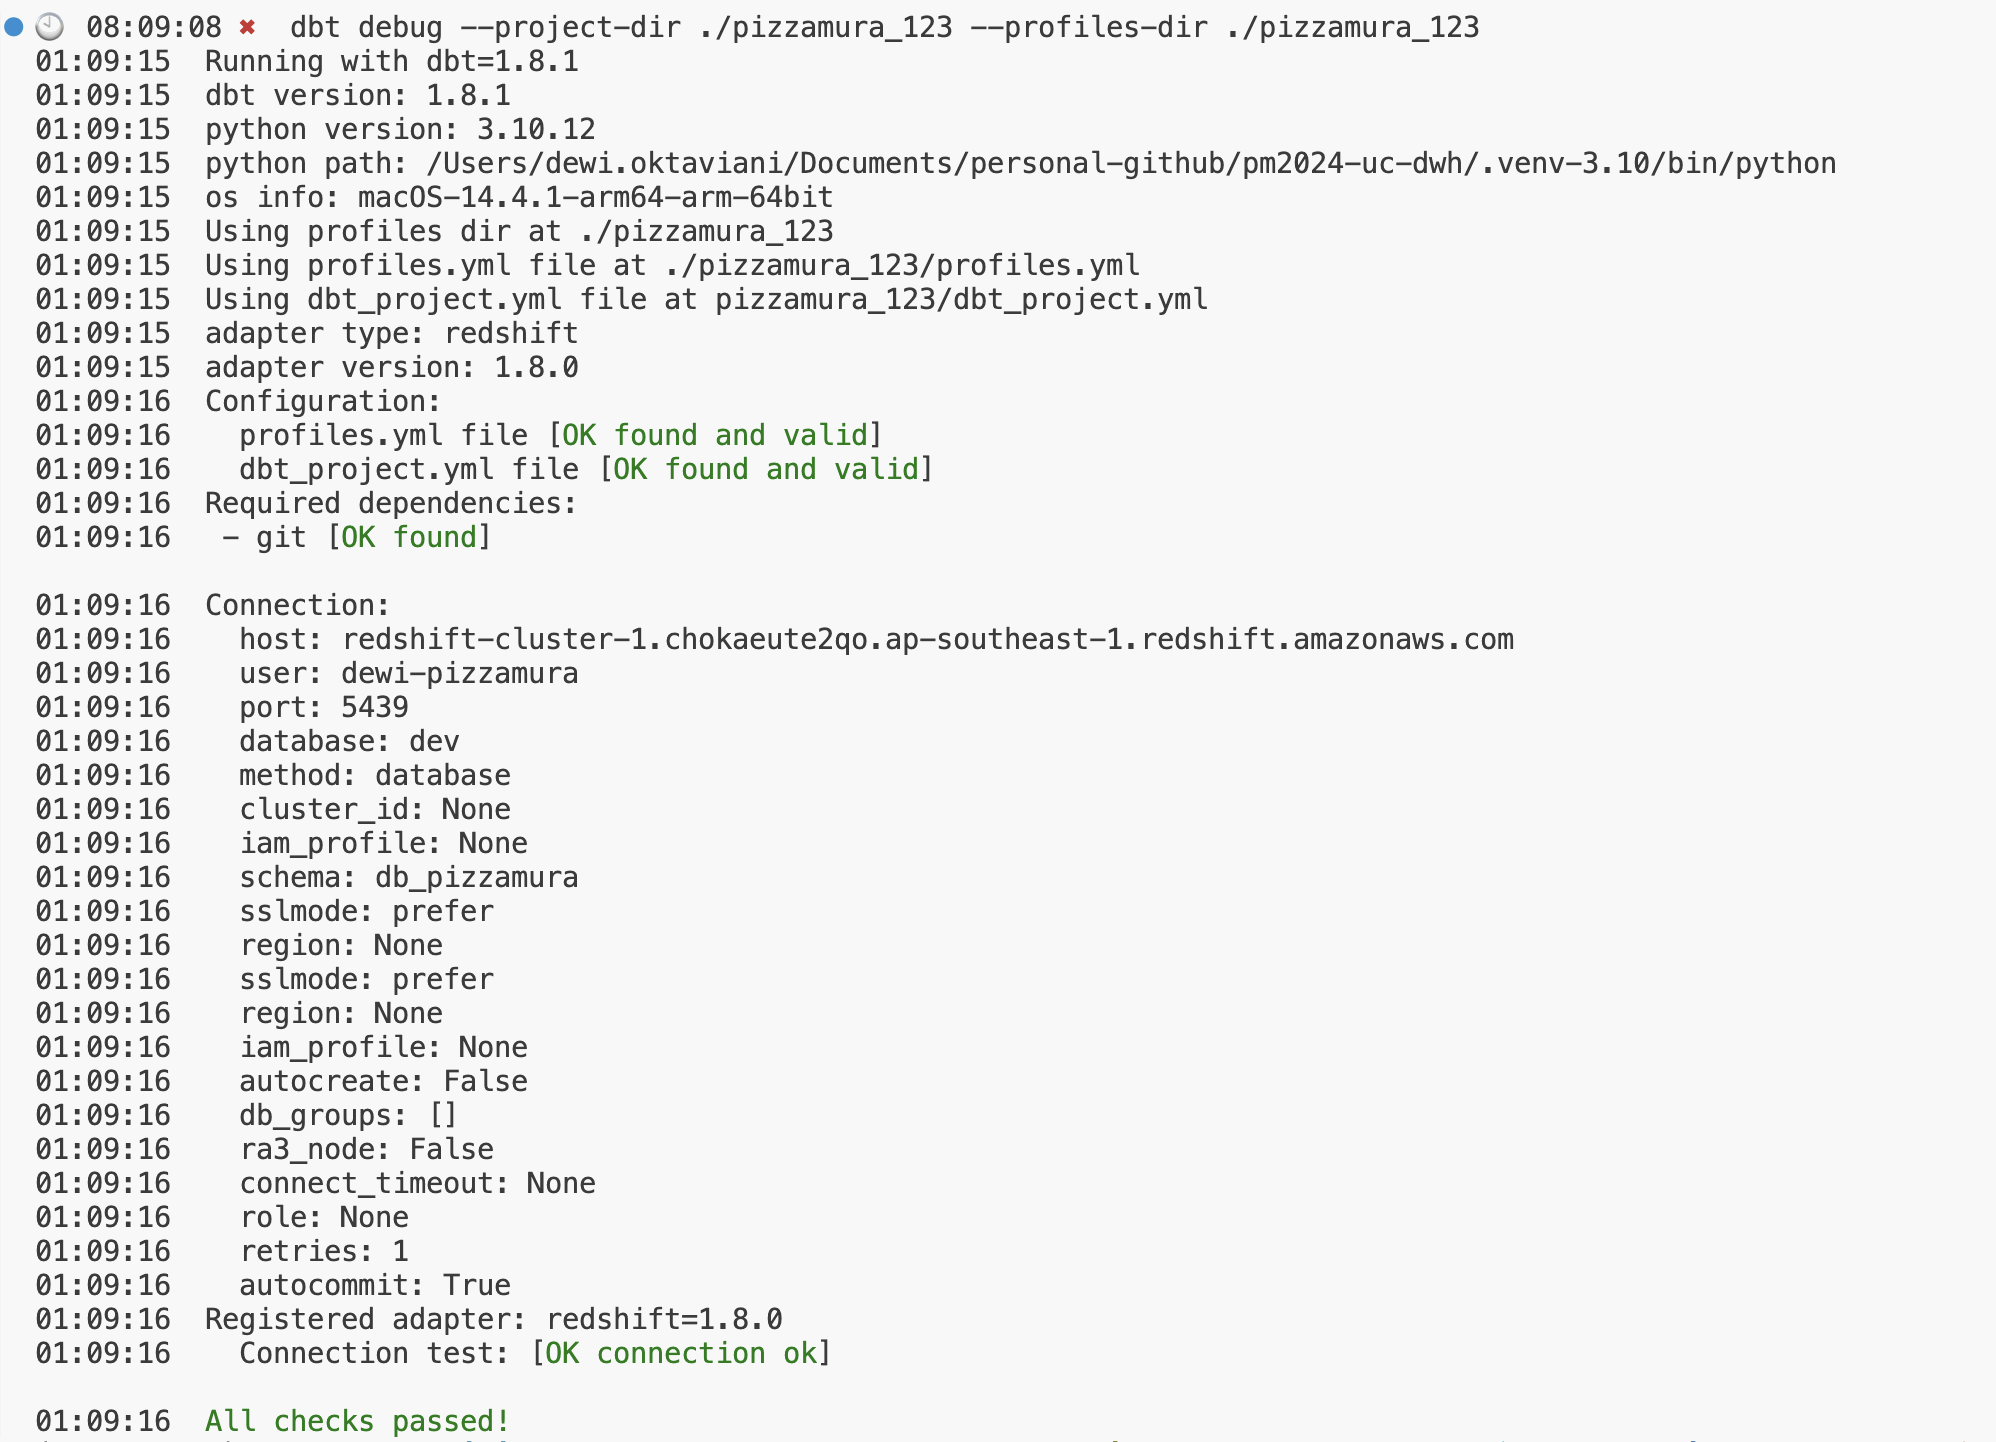 08:09:08 ✖ dbt debug --project-dir ./pizzamura_123 --profiles-dir ./pizzamura_123
01:09:15  Running with dbt=1.8.1
01:09:15  dbt version: 1.8.1
01:09:15  python version: 3.10.12
01:09:15  python path: /Users/dewi.oktaviani/Documents/personal-github/pm2024-uc-dwh/.venv-3.10/bin/python
01:09:15  os info: macOS-14.4.1-arm64-arm-64bit
01:09:15  Using profiles dir at ./pizzamura_123
01:09:15  Using profiles.yml file at ./pizzamura_123/profiles.yml
01:09:15  Using dbt_project.yml file at pizzamura_123/dbt_project.yml
01:09:15  adapter type: redshift
01:09:15  adapter version: 1.8.0
01:09:16  Configuration:
01:09:16    profiles.yml file [OK found and valid]
01:09:16    dbt_project.yml file [OK found and valid]
01:09:16  Required dependencies:
01:09:16   - git [OK found]
01:09:16  Connection:
01:09:16    host: redshift-cluster-1.chokaeute2qo.ap-southeast-1.redshift.amazonaws.com
01:09:16    user: dewi-pizzamura
01:09:16    port: 5439
01:09:16    database: dev
01:09:16    method: database
01:09:16    cluster_id: None
01:09:16    iam_profile: None
01:09:16    schema: db_pizzamura
01:09:16    sslmode: prefer
01:09:16    region: None
01:09:16    sslmode: prefer
01:09:16    region: None
01:09:16    iam_profile: None
01:09:16    autocreate: False
01:09:16    db_groups: []
01:09:16    ra3_node: False
01:09:16    connect_timeout: None
01:09:16    role: None
01:09:16    retries: 1
01:09:16    autocommit: True
01:09:16  Registered adapter: redshift=1.8.0
01:09:16    Connection test: [OK connection ok]
01:09:16  All checks passed!